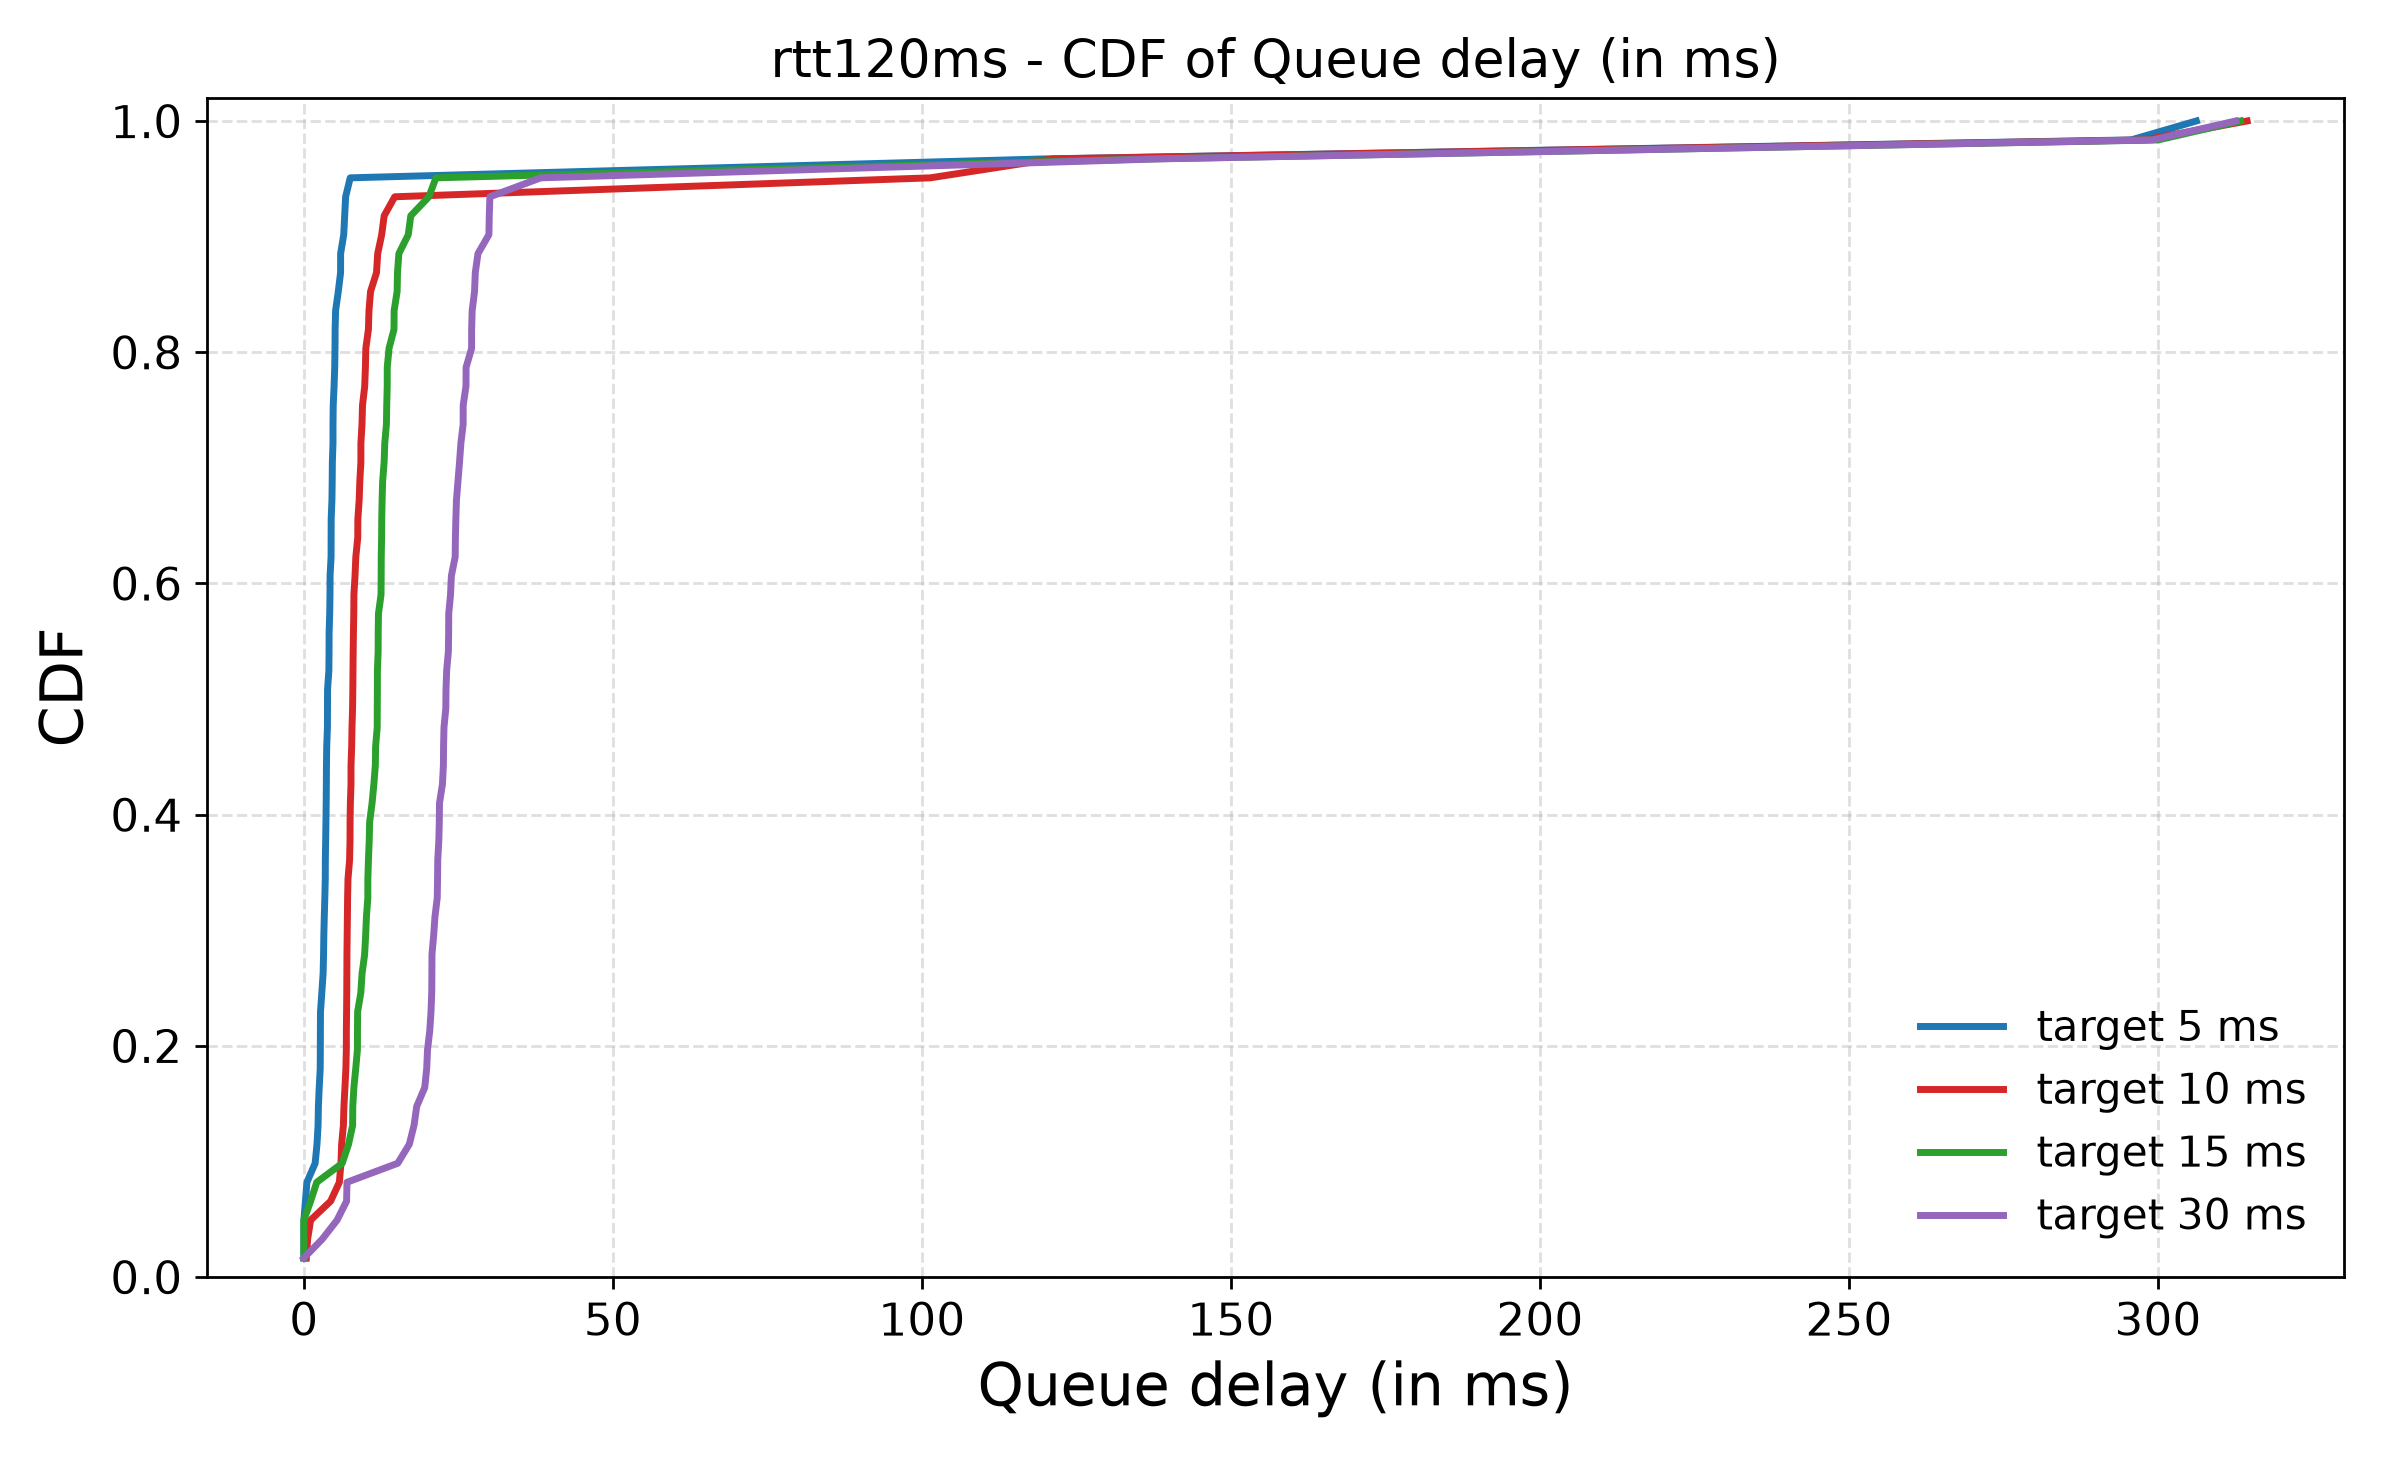 rtt120ms - CDF of Queue delay (in ms)
1.0
0.8
0.6
0.4
0.2
0.0
CDF
0 50 100 150 200 250 300
Queue delay (in ms)
target 5 ms
target 10 ms
target 15 ms
target 30 ms